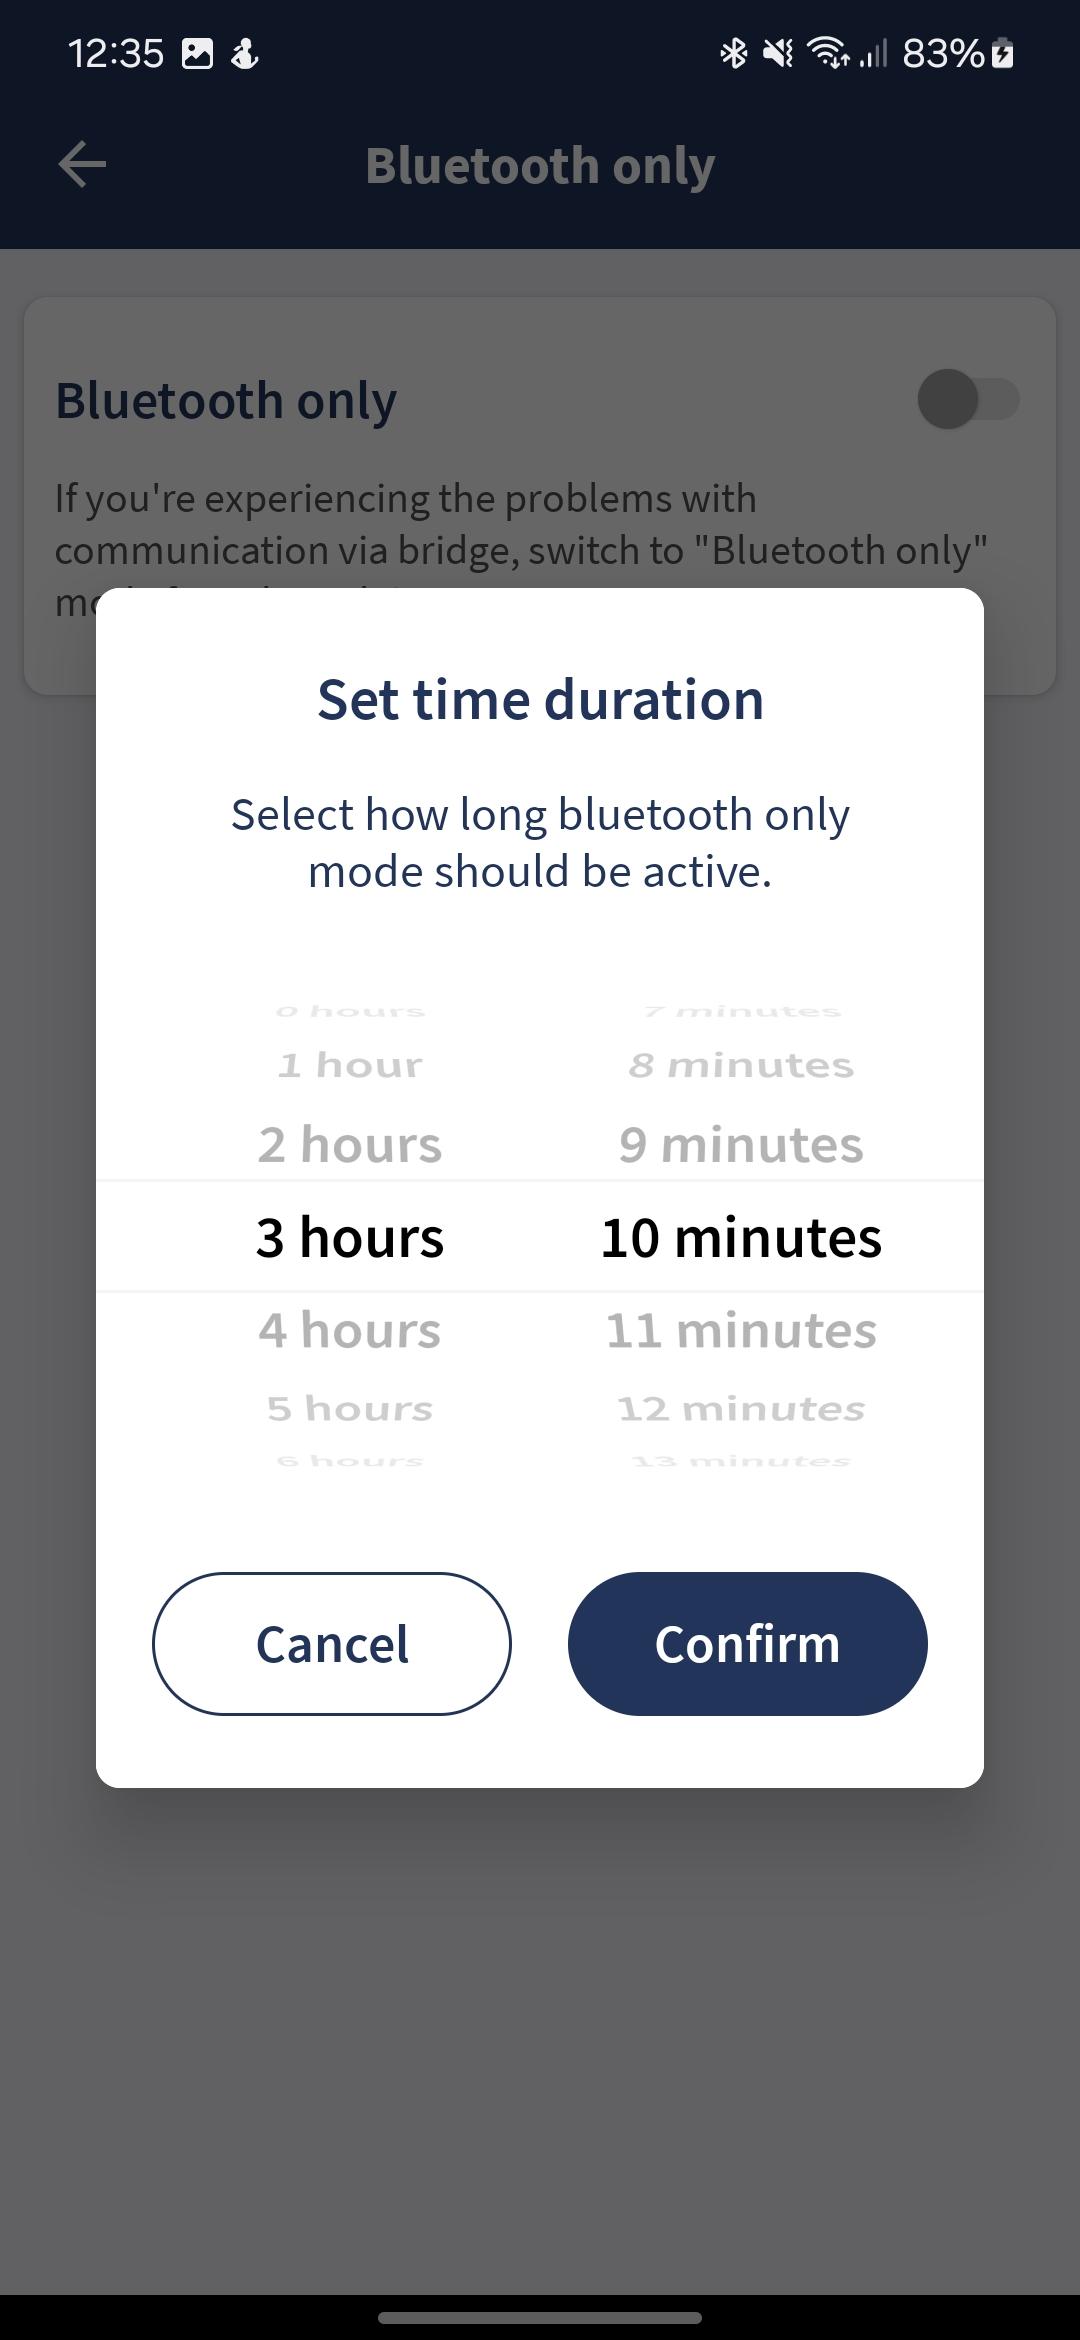 12:35
83%
Bluetooth only
Bluetooth only
If you're experiencing the problems with
communication via bridge, switch to "Bluetooth only"
Set time duration
Select how long bluetooth only
mode should be active.
0 hours 7 minutes
1 hour 8 minutes
2 hours 9 minutes
3 hours 10 minutes
4 hours 11 minutes
5 hours 12 minutes
6 hours 13 minutes
Cancel Confirm